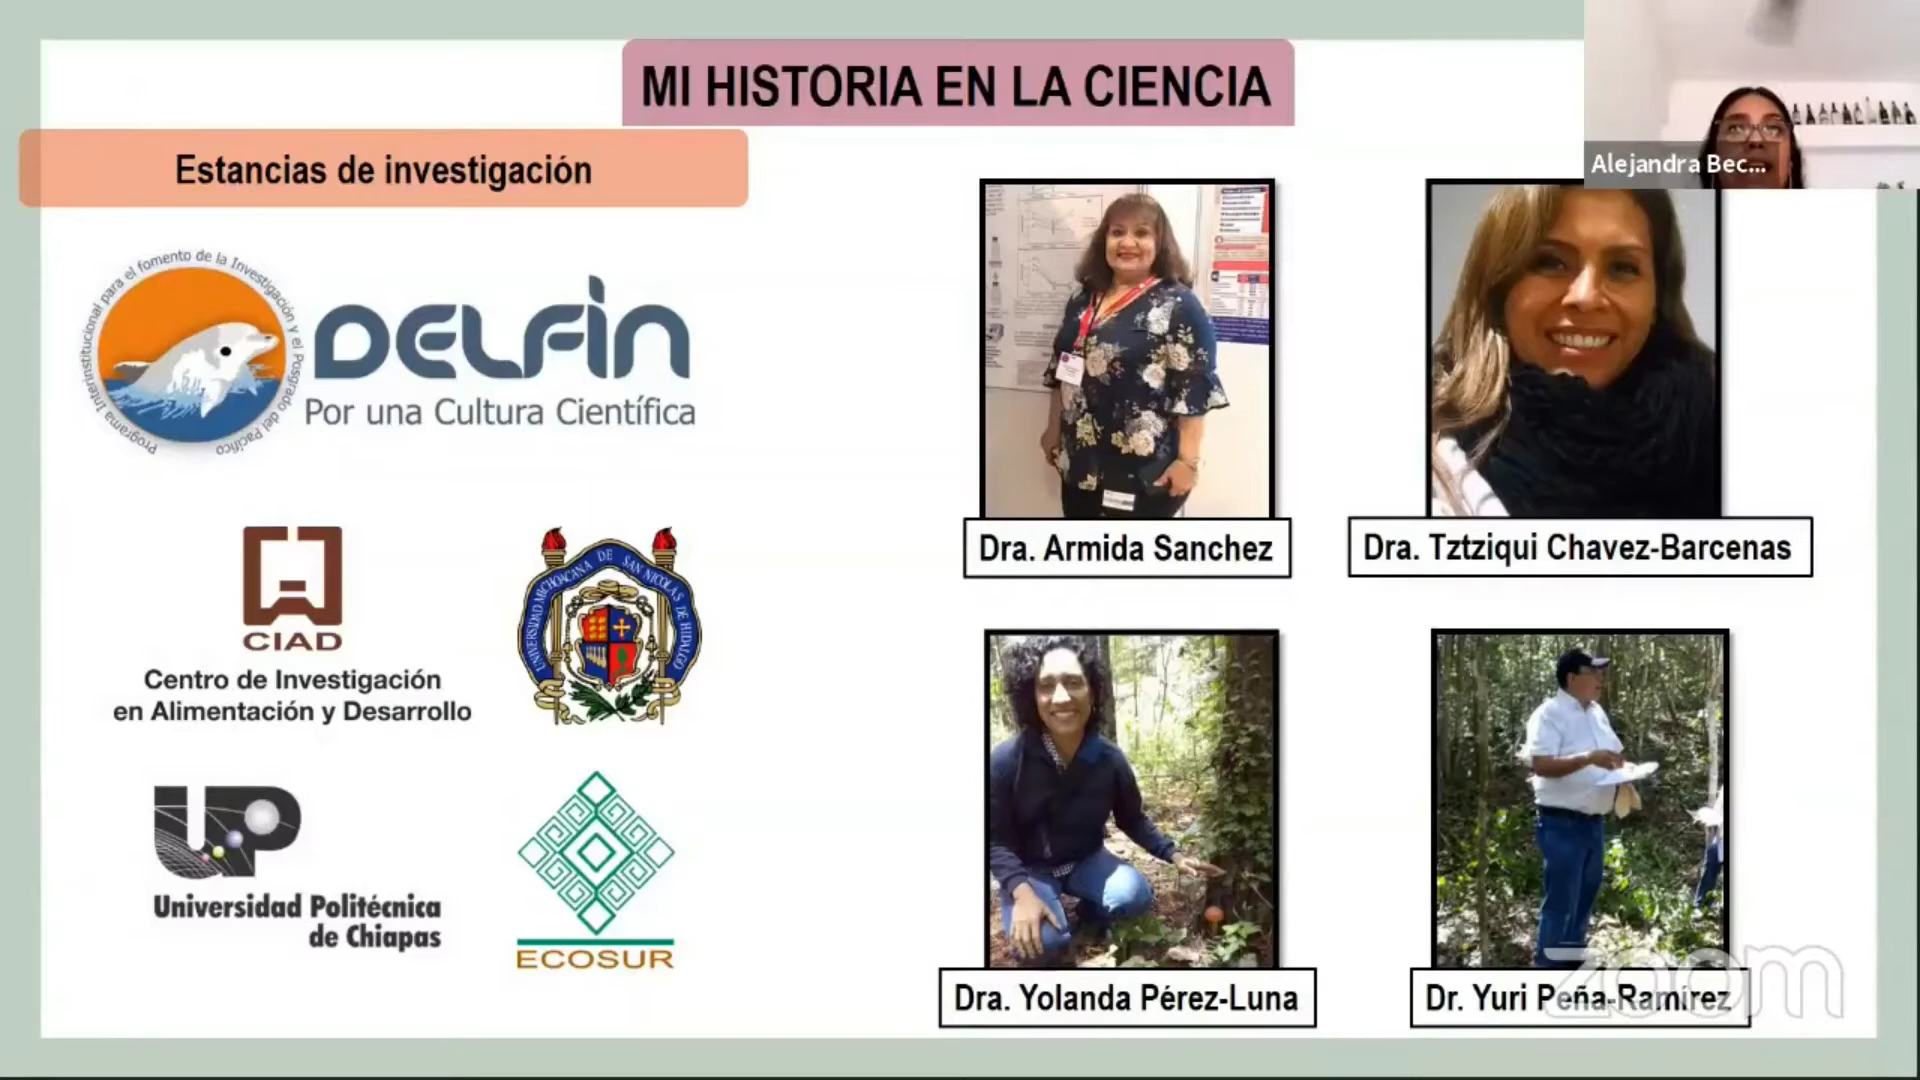 MI HISTORIA EN LA CIENCIA
Alejandra Bec...
Estancias de investigación
Programa Interinstitucional para el fomento de la Investigación y el Posgrado del Pacífico
DELFIN
Por una Cultura Científica
CIAD
Centro de Investigación
en Alimentación y Desarrollo
UNIVERSIDAD MICHOACANA DE SAN NICOLAS DE HIDALGO
UP
Universidad Politécnica
de Chiapas
ECOSUR
Dra. Armida Sanchez
Dra. Tztziqui Chavez-Barcenas
Dra. Yolanda Pérez-Luna
Dr. Yuri Peña-Ramírez
zoom